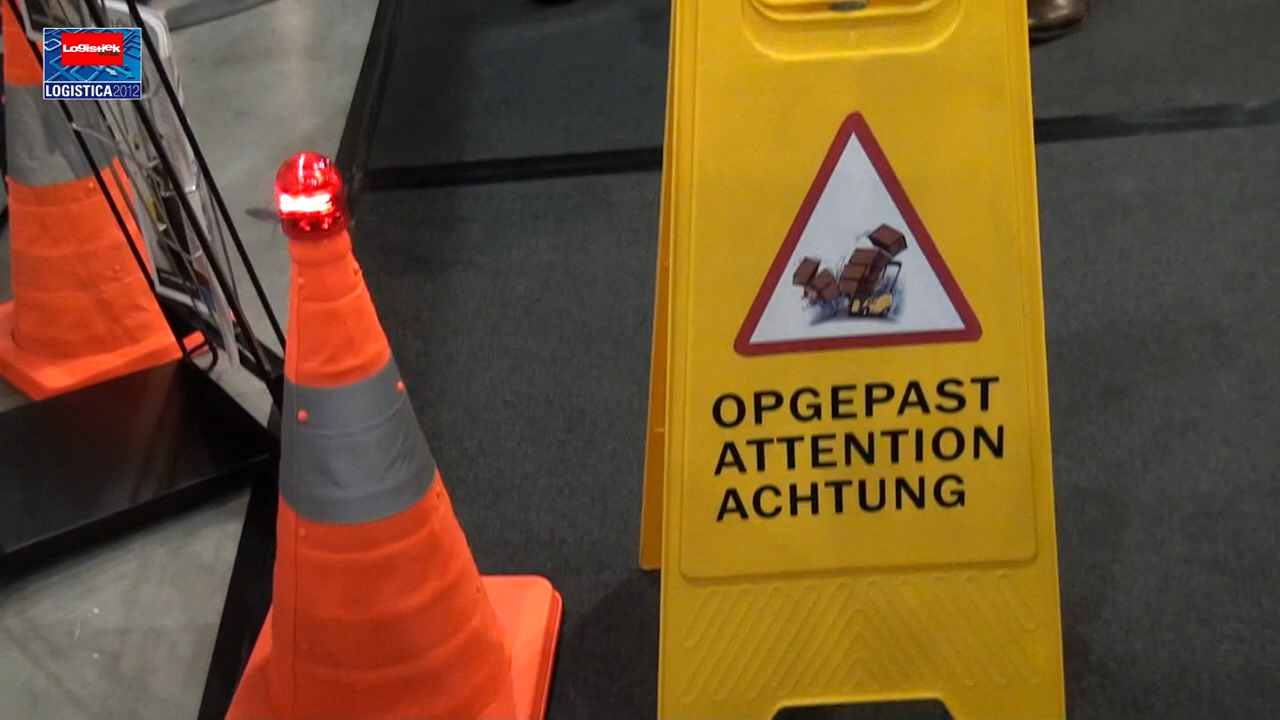 Logistiek
LOGISTICA2012
OPGEPAST
ATTENTION
ACHTUNG